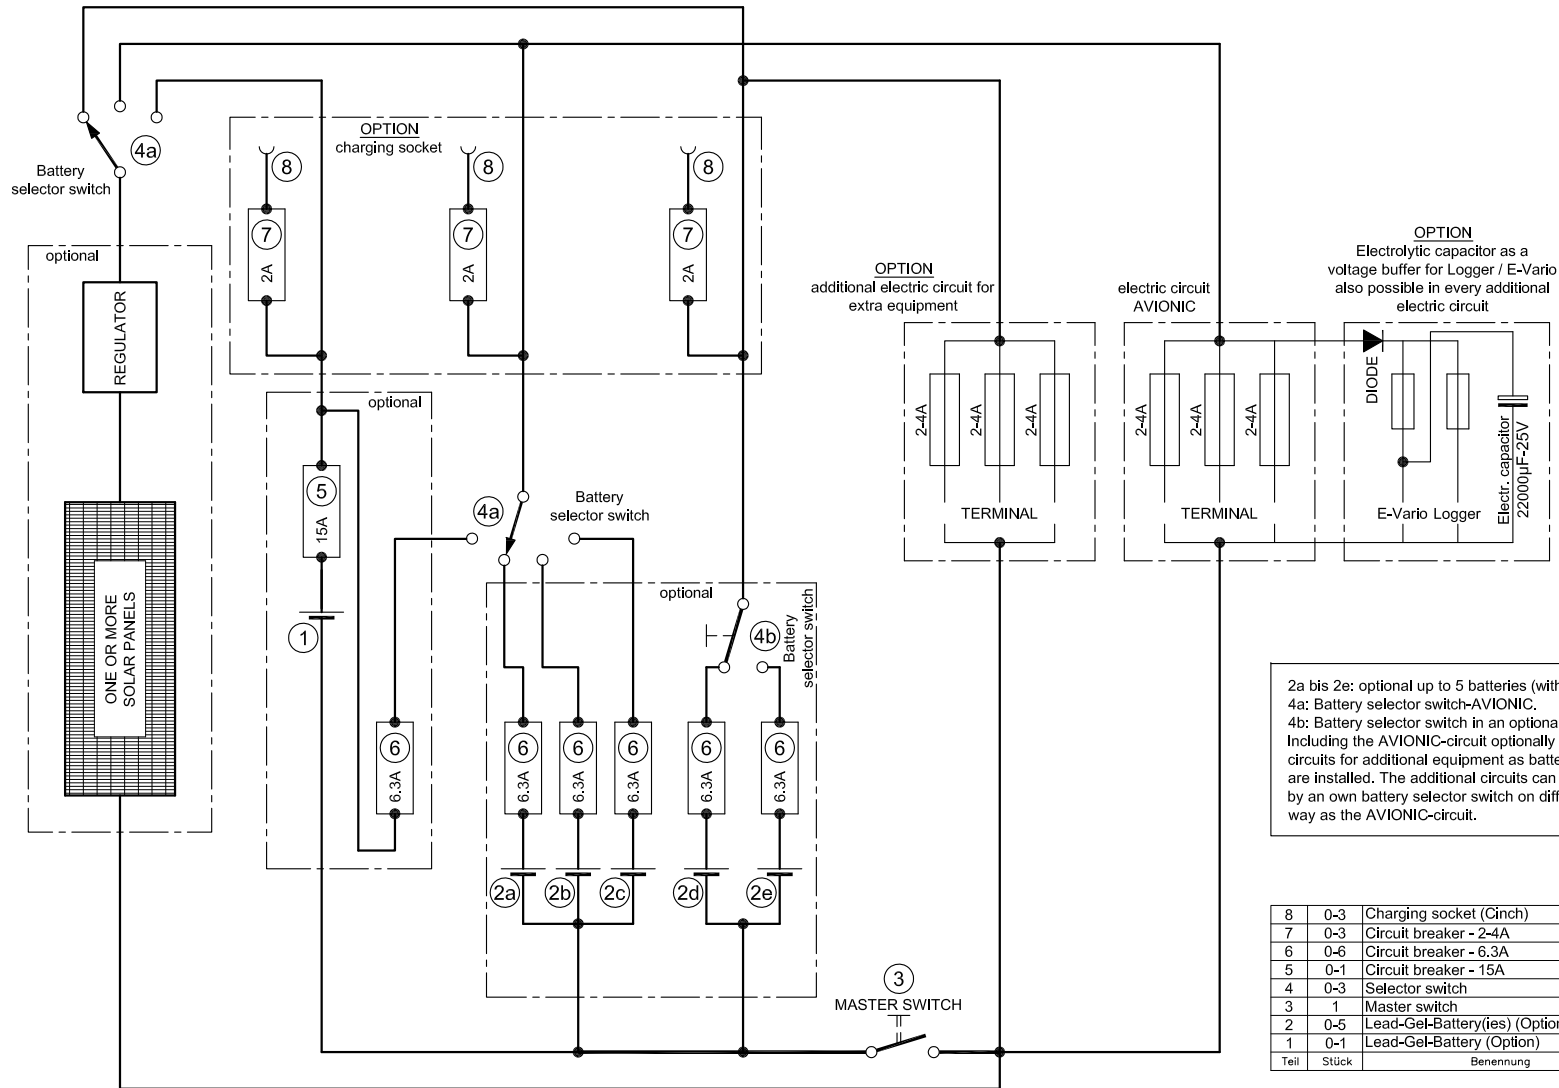 4a
Battery
selector switch
optional
REGULATOR
ONE OR MORE
SOLAR PANELS
OPTION
charging socket
8
8
8
7
2A
7
2A
7
2A
optional
5
15A
1
6
6.3A
4a
Battery
selector switch
optional
4b
Battery
selector switch
6
6.3A
6
6.3A
6
6.3A
6
6.3A
6
6.3A
2a
2b
2c
2d
2e
3
MASTER SWITCH
OPTION
additional electric circuit for
extra equipment
2-4A
2-4A
2-4A
TERMINAL
electric circuit
AVIONIC
2-4A
2-4A
2-4A
TERMINAL
OPTION
Electrolytic capacitor as a
voltage buffer for Logger / E-Vario
also possible in every additional
electric circuit
DIODE
E-Vario Logger
Electr. capacitor
22000µF-25V
2a bis 2e: optional up to 5 batteries (with
4a: Battery selector switch-AVIONIC.
4b: Battery selector switch in an optiona
Including the AVIONIC-circuit optionally
circuits for additional equipment as batte
are installed. The additional circuits can
by an own battery selector switch on diff
way as the AVIONIC-circuit.
8 0-3 Charging socket (Cinch)
7 0-3 Circuit breaker - 2-4A
6 0-6 Circuit breaker - 6.3A
5 0-1 Circuit breaker - 15A
4 0-3 Selector switch
3 1 Master switch
2 0-5 Lead-Gel-Battery(ies) (Option
1 0-1 Lead-Gel-Battery (Option)
Teil Stück Benennung